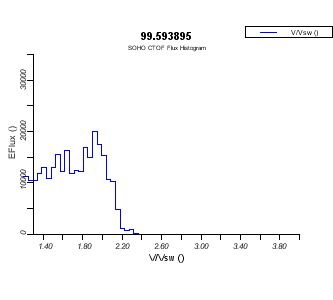 99.593895
V/Vsw ()
SOHO CTOF Flux Histogram
30000
20000
10000
0
EFlux ()
1.40 1.80 2.20 2.60 3.00 3.40 3.80
V/Vsw ()